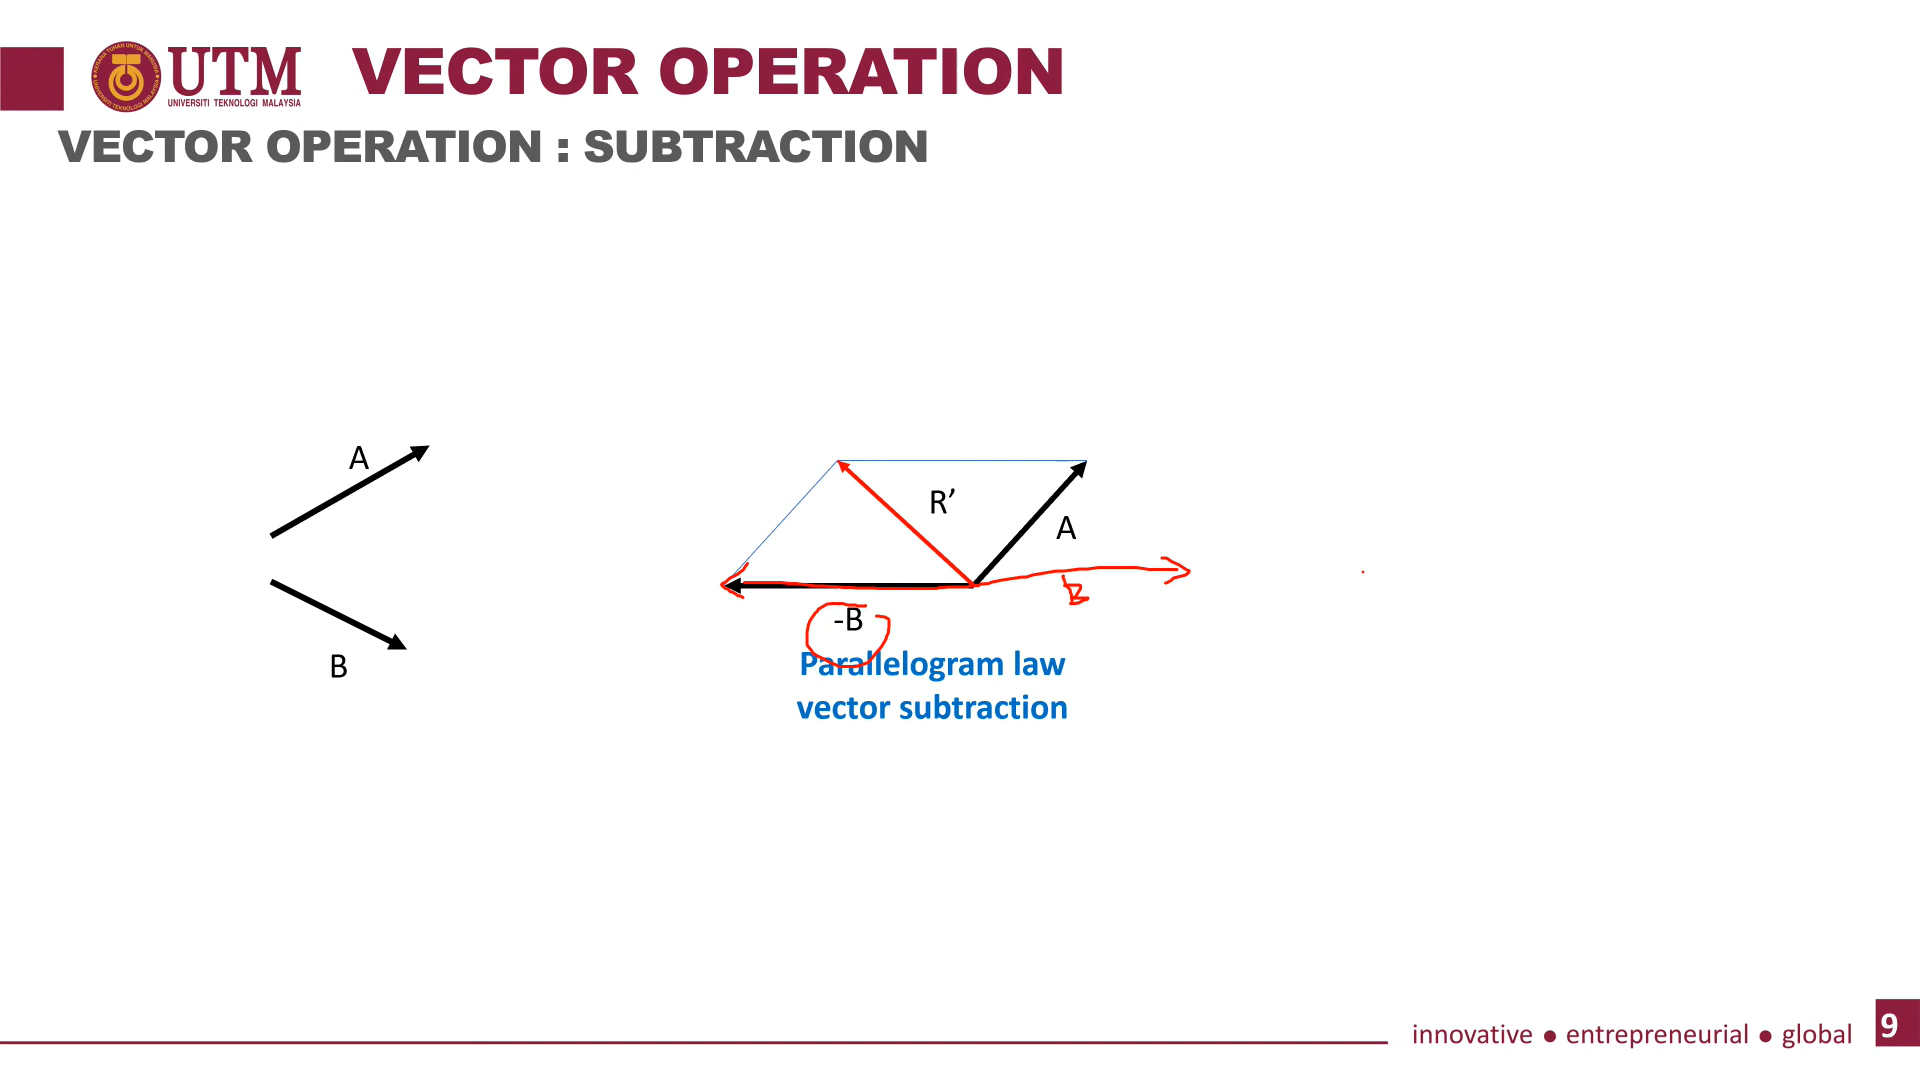 UTM
UNIVERSITI TEKNOLOGI MALAYSIA
VECTOR OPERATION
VECTOR OPERATION : SUBTRACTION
A
B
R’
A
B
-B
Parallelogram law
vector subtraction
innovative ● entrepreneurial ● global
9